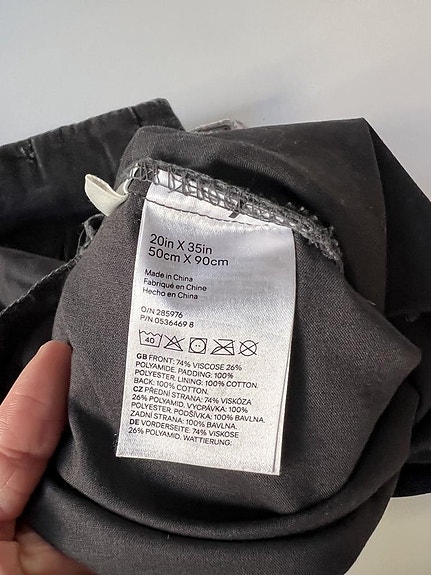 20in X 35in
50cm X 90cm
Made in China
Fabriqué en Chine
Hecho en China
O/N 285976
P/N 0536469 8
40
GB FRONT: 74% VISCOSE 26%
POLYAMIDE. PADDING: 100%
POLYESTER. LINING: 100% COTTON.
BACK: 100% COTTON.
CZ PŘEDNÍ STRANA: 74% VISKÓZA
26% POLYAMID. VYCPÁVKA: 100%
POLYESTER. PODŠÍVKA: 100% BAVLNA.
ZADNÍ STRANA: 100% BAVLNA.
DE VORDERSEITE: 74% VISKOSE
26% POLYAMID. WATTIERUNG: